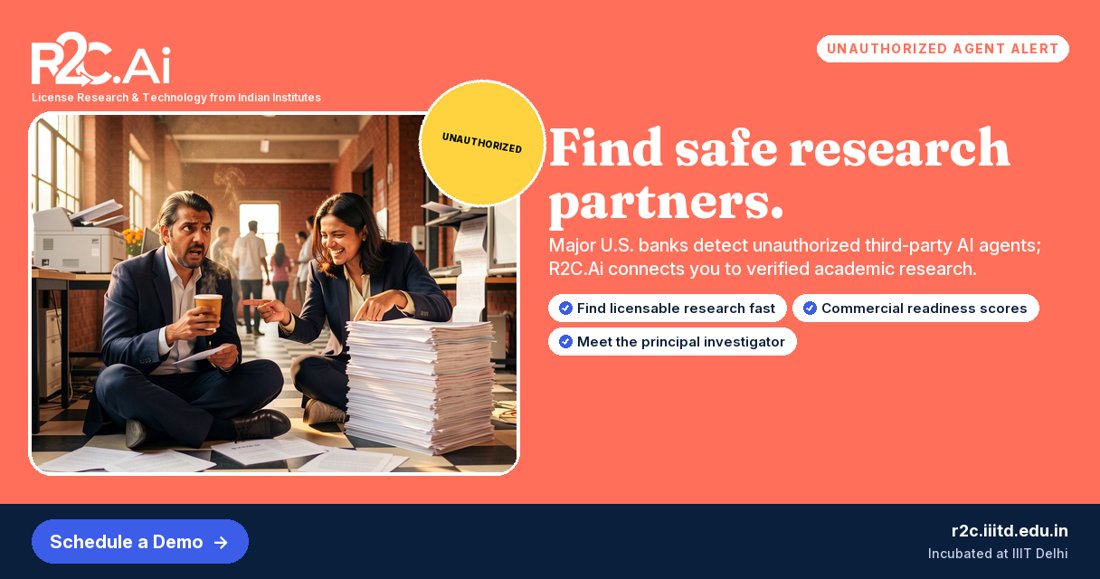 R2C.Ai
License Research & Technology from Indian Institutes
UNAUTHORIZED AGENT ALERT
UNAUTHORIZED
Find safe research
partners.
Major U.S. banks detect unauthorized third-party AI agents;
R2C.Ai connects you to verified academic research.
Find licensable research fast
Commercial readiness scores
Meet the principal investigator
Schedule a Demo →
r2c.iiitd.edu.in
Incubated at IIIT Delhi